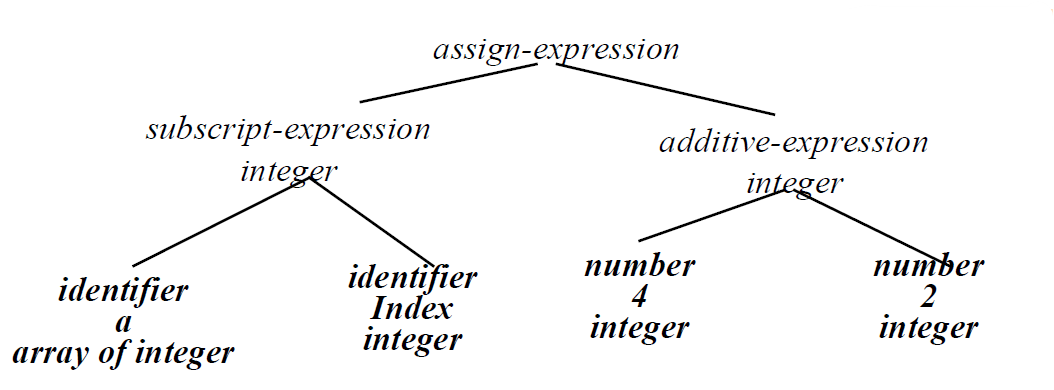 assign-expression
subscript-expression
integer
additive-expression
integer
identifier
a
array of integer
identifier
Index
integer
number
4
integer
number
2
integer